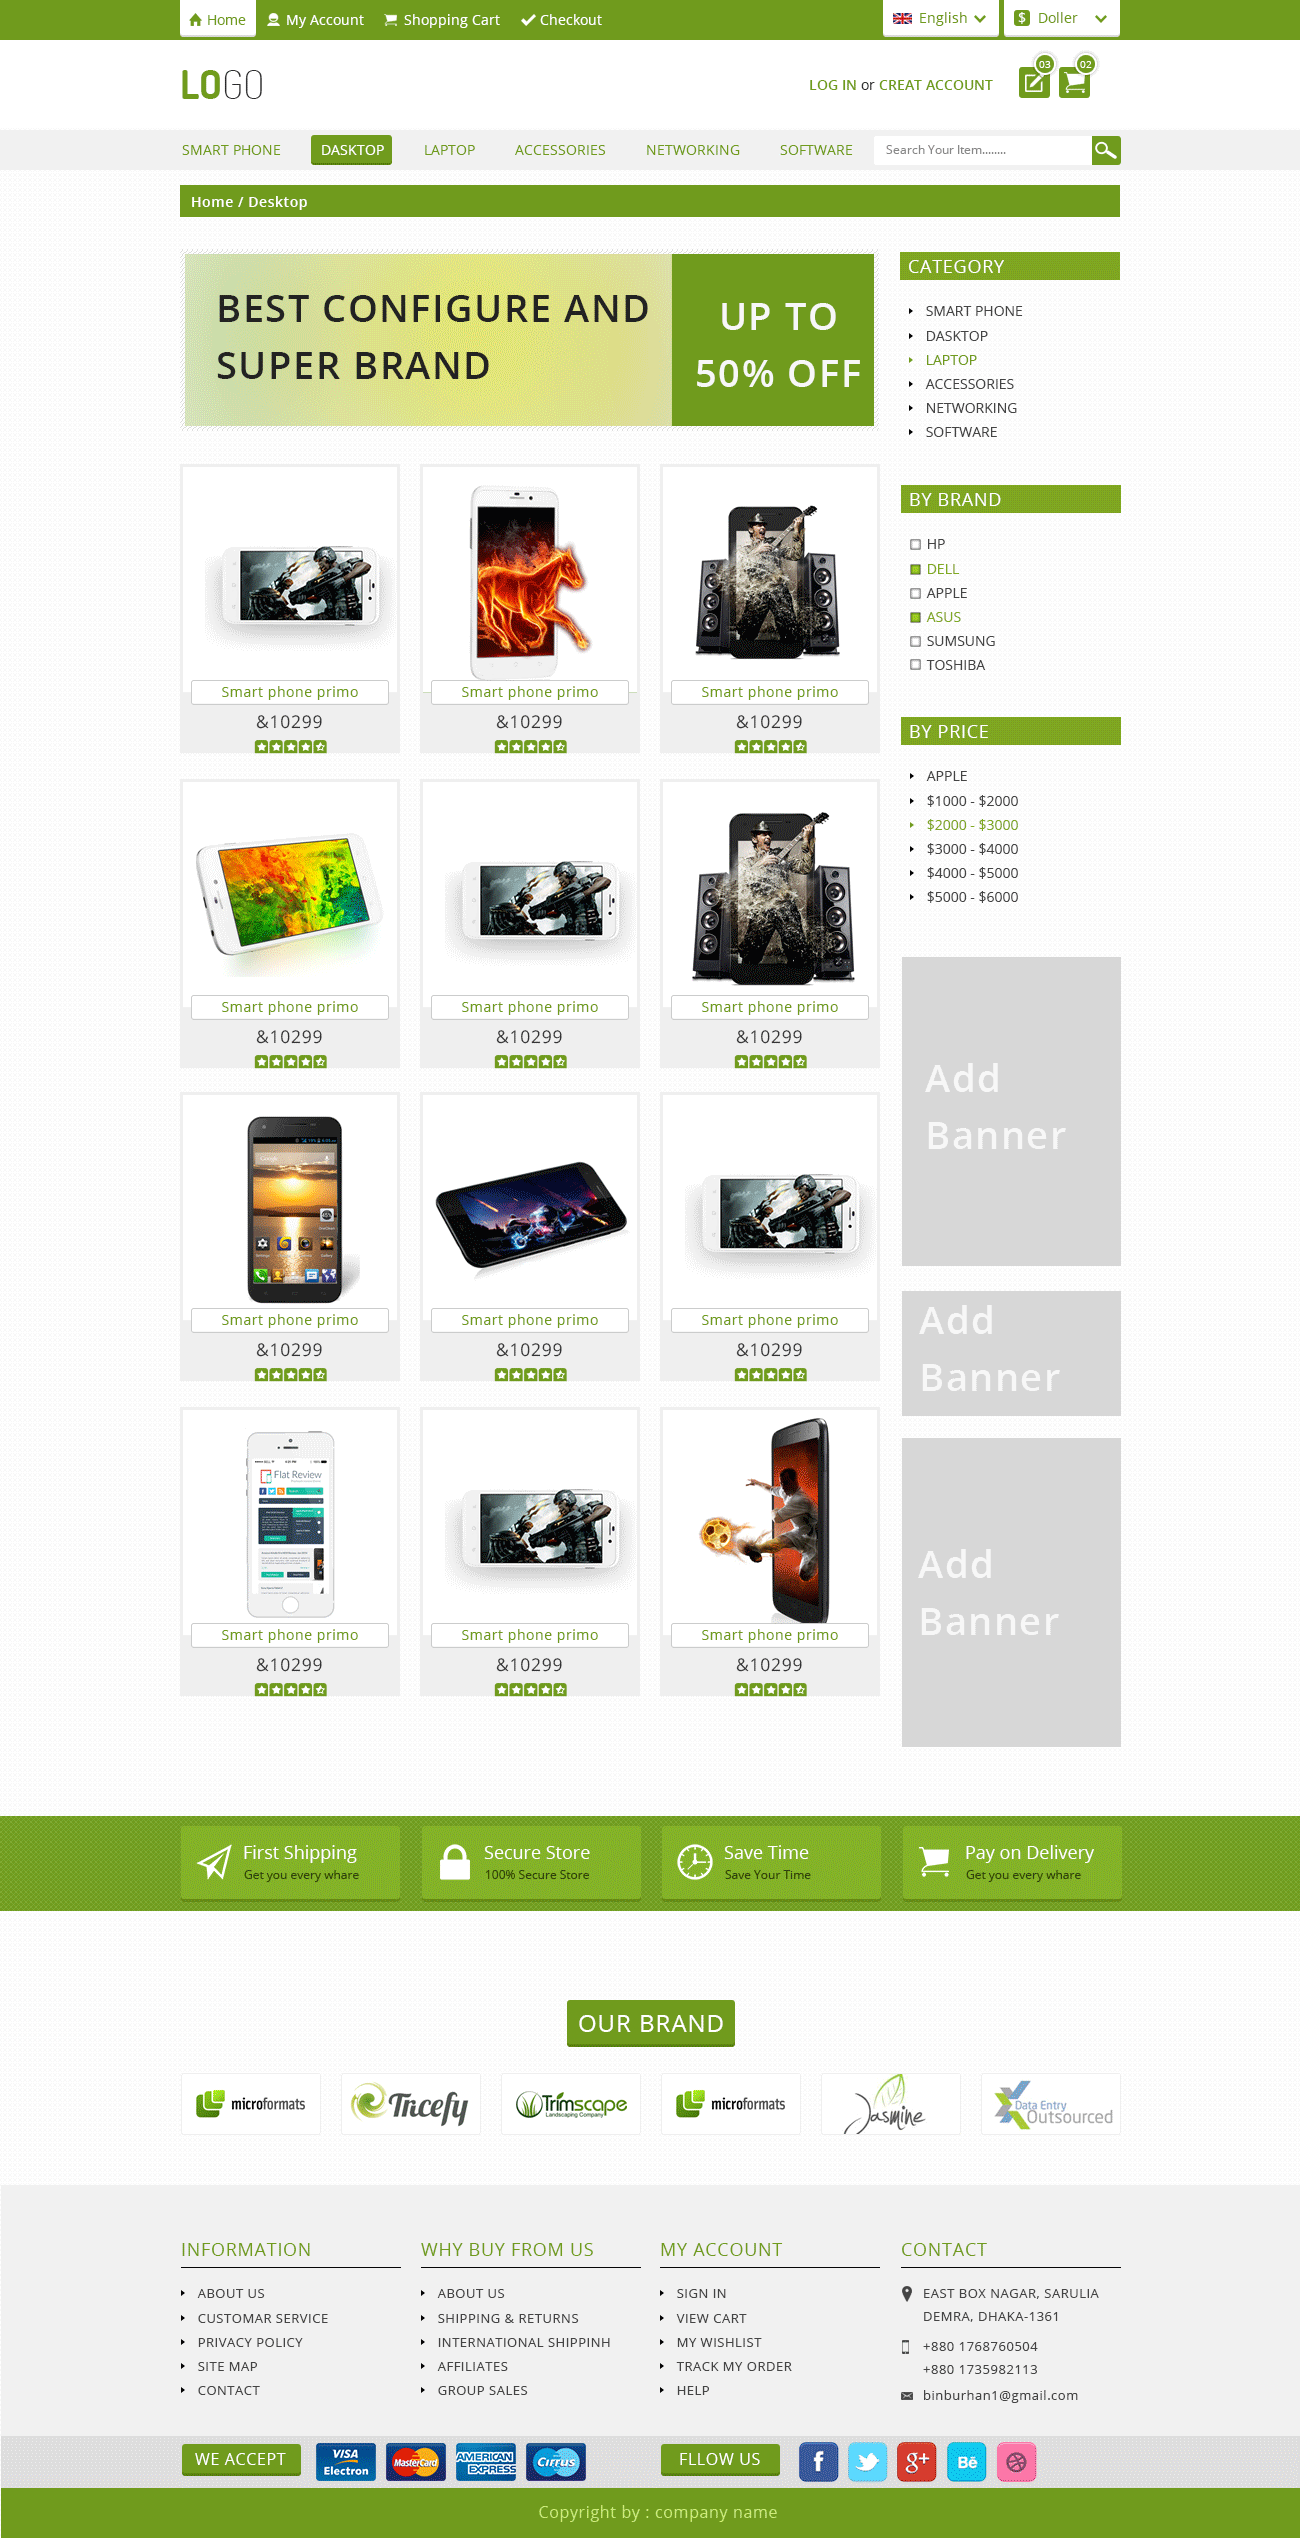 Home My Account Shopping Cart Checkout English $ Doller
LOGO
LOG IN or CREAT ACCOUNT 03 02
SMART PHONE DASKTOP LAPTOP ACCESSORIES NETWORKING SOFTWARE Search Your Item........
Home / Desktop
BEST CONFIGURE AND
SUPER BRAND
UP TO
50% OFF
CATEGORY
SMART PHONE
DASKTOP
LAPTOP
ACCESSORIES
NETWORKING
SOFTWARE
BY BRAND
HP
DELL
APPLE
ASUS
SUMSUNG
TOSHIBA
BY PRICE
APPLE
$1000 - $2000
$2000 - $3000
$3000 - $4000
$4000 - $5000
$5000 - $6000
Add
Banner
Add
Banner
Add
Banner
Smart phone primo Smart phone primo Smart phone primo
&10299 &10299 &10299
Smart phone primo Smart phone primo Smart phone primo
&10299 &10299 &10299
Smart phone primo Smart phone primo Smart phone primo
&10299 &10299 &10299
Flat Review
Smart phone primo Smart phone primo Smart phone primo
&10299 &10299 &10299
First Shipping Secure Store Save Time Pay on Delivery
Get you every whare 100% Secure Store Save Your Time Get you every whare
OUR BRAND
microformats Tricefy Trimscape microformats Jasmine Data Entry
Landscaping Company Outsourced
INFORMATION
ABOUT US
CUSTOMAR SERVICE
PRIVACY POLICY
SITE MAP
CONTACT
WHY BUY FROM US
ABOUT US
SHIPPING & RETURNS
INTERNATIONAL SHIPPINH
AFFILIATES
GROUP SALES
MY ACCOUNT
SIGN IN
VIEW CART
MY WISHLIST
TRACK MY ORDER
HELP
CONTACT
EAST BOX NAGAR, SARULIA
DEMRA, DHAKA-1361
+880 1768760504
+880 1735982113
binburhan1@gmail.com
WE ACCEPT VISA Electron MasterCard AMERICAN EXPRESS Cirrus FLLOW US f g+ Bē
Copyright by : company name